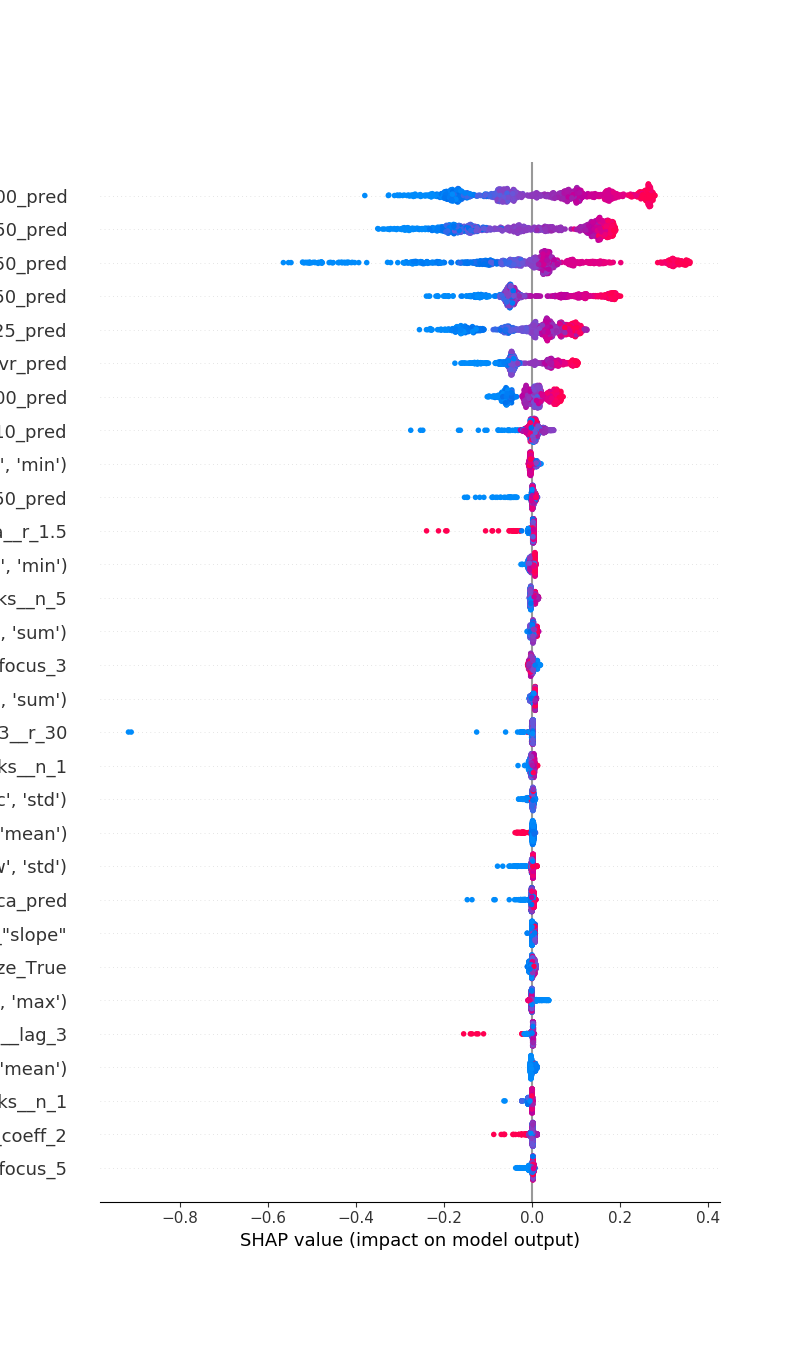 00_pred
50_pred
50_pred
50_pred
25_pred
vr_pred
00_pred
10_pred
', 'min')
50_pred
__r_1.5
', 'min')
ks__n_5
, 'sum')
focus_3
, 'sum')
3__r_30
ks__n_1
c', 'std')
'mean')
v', 'std')
ca_pred
_"slope"
ze_True
, 'max')
__lag_3
'mean')
ks__n_1
_coeff_2
focus_5
−0.8 −0.6 −0.4 −0.2 0.0 0.2 0.4
SHAP value (impact on model output)